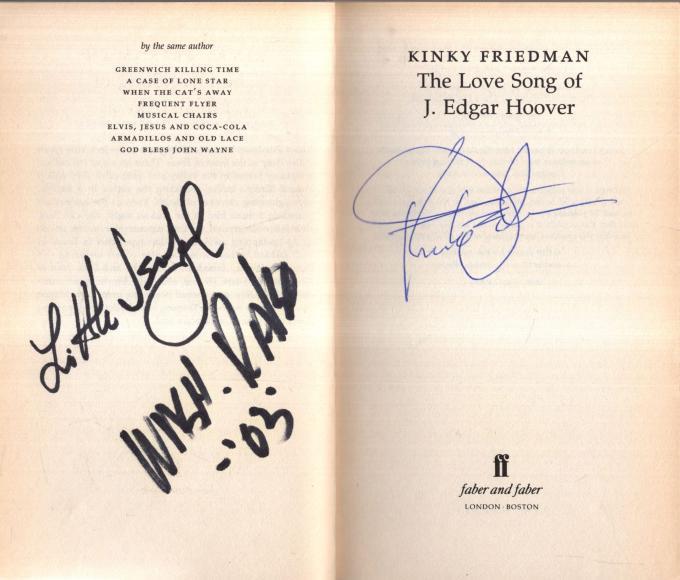 by the same author
GREENWICH KILLING TIME
A CASE OF LONE STAR
WHEN THE CAT'S AWAY
FREQUENT FLYER
MUSICAL CHAIRS
ELVIS, JESUS AND COCA-COLA
ARMADILLOS AND OLD LACE
GOD BLESS JOHN WAYNE
Little Jewford
WASH. RATSO
'03
KINKY FRIEDMAN
The Love Song of
J. Edgar Hoover
ff
faber and faber
LONDON · BOSTON